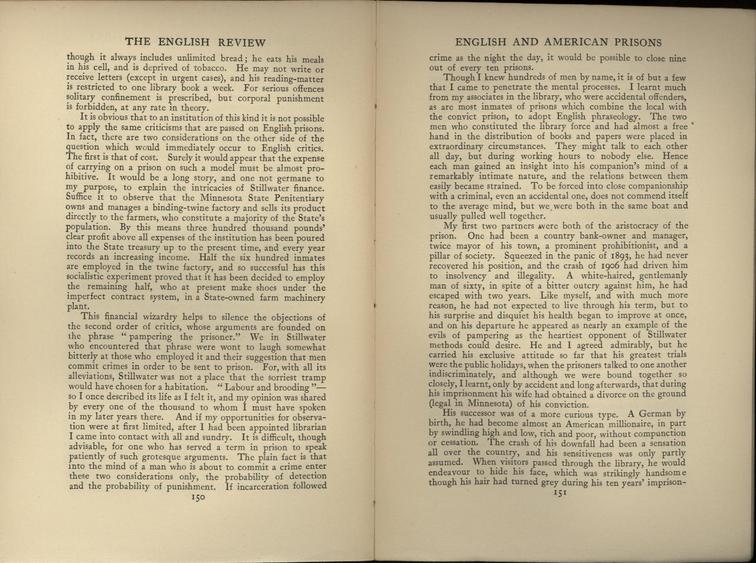 THE ENGLISH REVIEW
though it always includes unlimited bread; he eats his meals
in his cell, and is deprived of tobacco. He may not write or
receive letters (except in urgent cases), and his reading-matter
is restricted to one library book a week. For serious offences
solitary confinement is prescribed, but corporal punishment
is forbidden, at any rate in theory.
It is obvious that to an institution of this kind it is not possible
to apply the same criticisms that are passed on English prisons.
In fact, there are two considerations on the other side of the
question which would immediately occur to English critics.
The first is that of cost. Surely it would appear that the expense
of carrying on a prison on such a model must be almost pro-
hibitive. It would be a long story, and one not germane to
my purpose, to explain the intricacies of Stillwater finance.
Suffice it to observe that the Minnesota State Penitentiary
owns and manages a binding-twine factory and sells its product
directly to the farmers, who constitute a majority of the State's
population. By this means three hundred thousand pounds'
clear profit above all expenses of the institution has been poured
into the State treasury up to the present time, and every year
records an increasing income. Half the six hundred inmates
are employed in the twine factory, and so successful has this
socialistic experiment proved that it has been decided to employ
the remaining half, who at present make shoes under the
imperfect contract system, in a State-owned farm machinery
plant.
This financial wizardry helps to silence the objections of
the second order of critics, whose arguments are founded on
the phrase "pampering the prisoner." We in Stillwater
who encountered that phrase were wont to laugh somewhat
bitterly at those who employed it and their suggestion that men
commit crimes in order to be sent to prison. For, with all its
alleviations, Stillwater was not a place that the sorriest tramp
would have chosen for a habitation. "Labour and brooding"—
so I once described its life as I felt it, and my opinion was shared
by every one of the thousand to whom I must have spoken
in my later years there. And if my opportunities for observa-
tion were at first limited, after I had been appointed librarian
I came into contact with all and sundry. It is difficult, though
advisable, for one who has served a term in prison to speak
patiently of such grotesque arguments. The plain fact is that
into the mind of a man who is about to commit a crime enter
these two considerations only, the probability of detection
and the probability of punishment. If incarceration followed
150
ENGLISH AND AMERICAN PRISONS
crime as the night the day, it would be possible to close nine
out of every ten prisons.
Though I knew hundreds of men by name, it is of but a few
that I came to penetrate the mental processes. I learnt much
from my associates in the library, who were accidental offenders,
as are most inmates of prisons which combine the local with
the convict prison, to adopt English phraseology. The two
men who constituted the library force and had almost a free
hand in the distribution of books and papers were placed in
extraordinary circumstances. They might talk to each other
all day, but during working hours to nobody else. Hence
each man gained an insight into his companion's mind of a
remarkably intimate nature, and the relations between them
easily became strained. To be forced into close companionship
with a criminal, even an accidental one, does not commend itself
to the average mind, but we were both in the same boat and
usually pulled well together.
My first two partners were both of the aristocracy of the
prison. One had been a country bank-owner and manager,
twice mayor of his town, a prominent prohibitionist, and a
pillar of society. Squeezed in the panic of 1893, he had never
recovered his position, and the crash of 1906 had driven him
to insolvency and illegality. A white-haired, gentlemanly
man of sixty, in spite of a bitter outcry against him, he had
escaped with two years. Like myself, and with much more
reason, he had not expected to live through his term, but to
his surprise and disquiet his health began to improve at once,
and on his departure he appeared as nearly an example of the
evils of pampering as the heartiest opponent of Stillwater
methods could desire. He and I agreed admirably, but he
carried his exclusive attitude so far that his greatest trials
were the public holidays, when the prisoners talked to one another
indiscriminately, and although we were bound together so
closely, I learnt, only by accident and long afterwards, that during
his imprisonment his wife had obtained a divorce on the ground
(legal in Minnesota) of his conviction.
His successor was of a more curious type. A German by
birth, he had become almost an American millionaire, in part
by swindling high and low, rich and poor, without compunction
or cessation. The crash of his downfall had been a sensation
all over the country, and his sensitiveness was only partly
assumed. When visitors passed through the library, he would
endeavour to hide his face, which was strikingly handsome
though his hair had turned grey during his ten years' imprison-
151